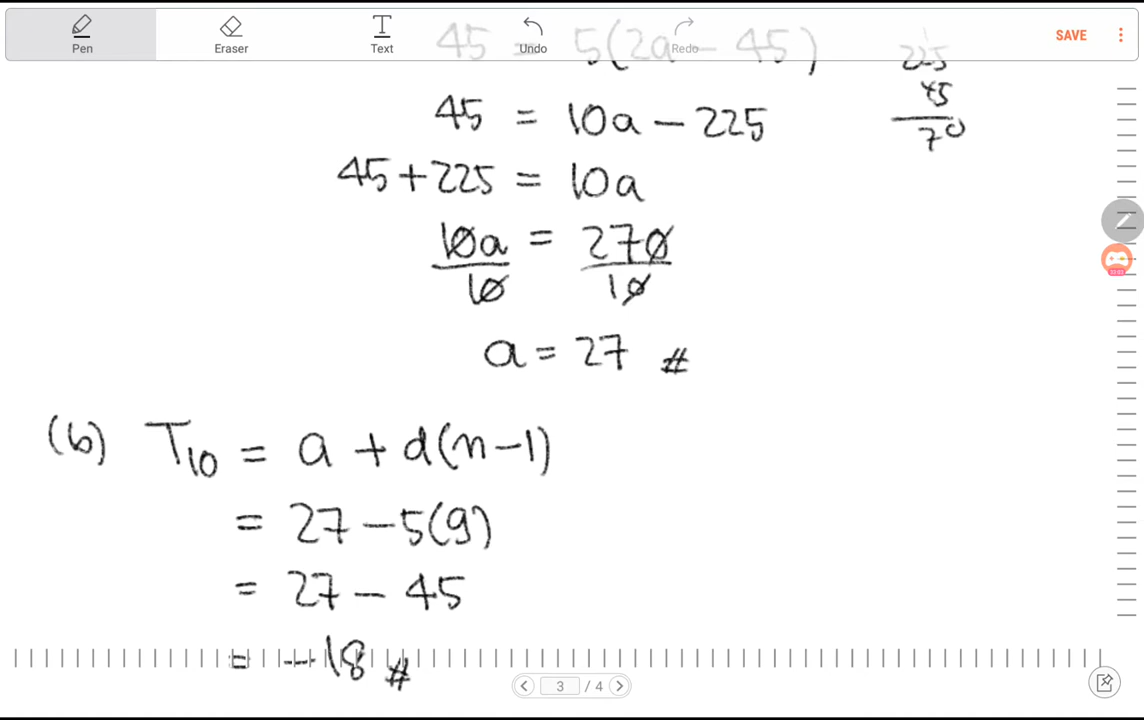 Pen
Eraser
Text
Undo
Redo
SAVE
45 = 5(2a - 45)
225
45
70
45 = 10a - 225
45 + 225 = 10a
10a = 270
10 10
a = 27 #
(b) T10 = a + d(n-1)
= 27 - 5(9)
= 27 - 45
= -18 #
3 / 4